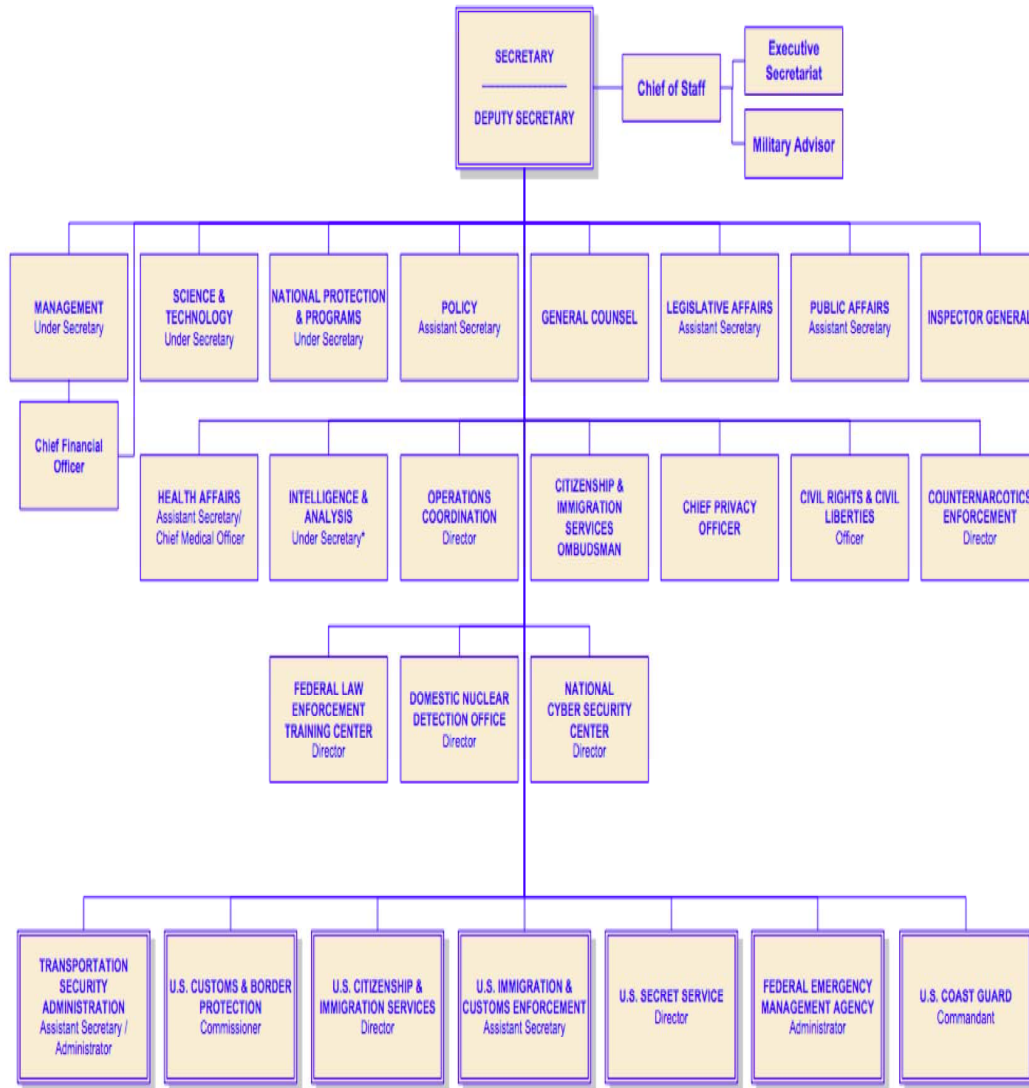 SECRETARY
--------------------
DEPUTY SECRETARY
Chief of Staff
Executive
Secretariat
Military Advisor
MANAGEMENT
Under Secretary
SCIENCE &
TECHNOLOGY
Under Secretary
NATIONAL PROTECTION
& PROGRAMS
Under Secretary
POLICY
Assistant Secretary
GENERAL COUNSEL
LEGISLATIVE AFFAIRS
Assistant Secretary
PUBLIC AFFAIRS
Assistant Secretary
INSPECTOR GENERAL
Chief Financial
Officer
HEALTH AFFAIRS
Assistant Secretary/
Chief Medical Officer
INTELLIGENCE &
ANALYSIS
Under Secretary*
OPERATIONS
COORDINATION
Director
CITIZENSHIP &
IMMIGRATION
SERVICES
OMBUDSMAN
CHIEF PRIVACY
OFFICER
CIVIL RIGHTS & CIVIL
LIBERTIES
Officer
COUNTERNARCOTICS
ENFORCEMENT
Director
FEDERAL LAW
ENFORCEMENT
TRAINING CENTER
Director
DOMESTIC NUCLEAR
DETECTION OFFICE
Director
NATIONAL
CYBER SECURITY
CENTER
Director
TRANSPORTATION
SECURITY
ADMINISTRATION
Assistant Secretary /
Administrator
U.S. CUSTOMS & BORDER
PROTECTION
Commissioner
U.S. CITIZENSHIP &
IMMIGRATION SERVICES
Director
U.S. IMMIGRATION &
CUSTOMS ENFORCEMENT
Assistant Secretary
U.S. SECRET SERVICE
Director
FEDERAL EMERGENCY
MANAGEMENT AGENCY
Administrator
U.S. COAST GUARD
Commandant